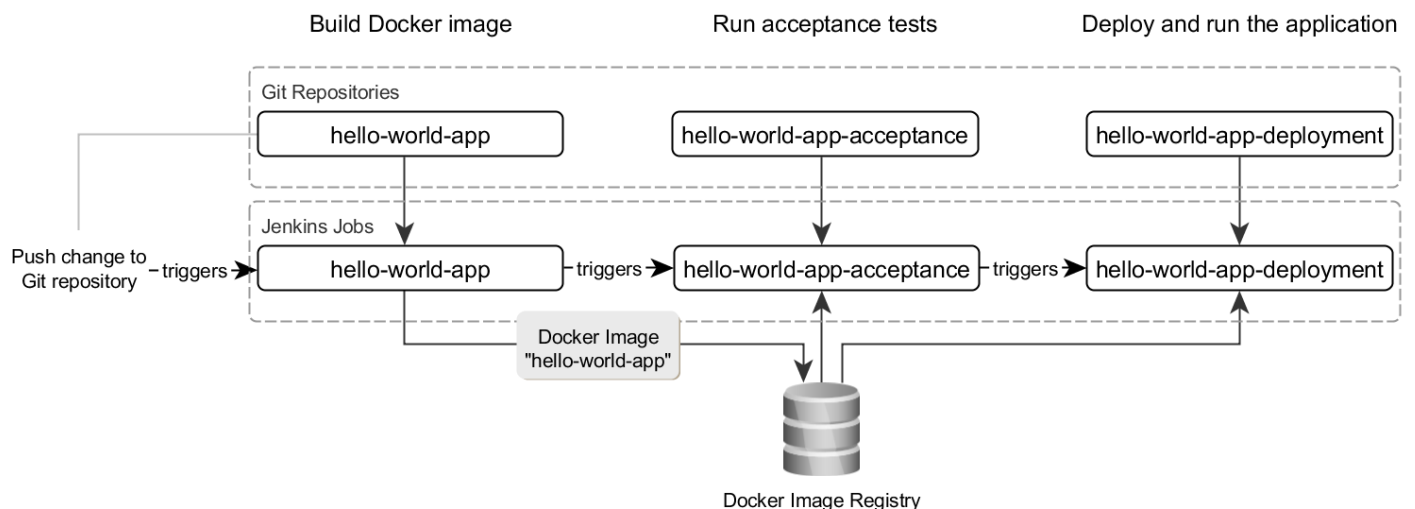 Build Docker image
Run acceptance tests
Deploy and run the application
Git Repositories
hello-world-app
hello-world-app-acceptance
hello-world-app-deployment
Jenkins Jobs
Push change to
Git repository
triggers
hello-world-app
triggers
hello-world-app-acceptance
triggers
hello-world-app-deployment
Docker Image
"hello-world-app"
Docker Image Registry